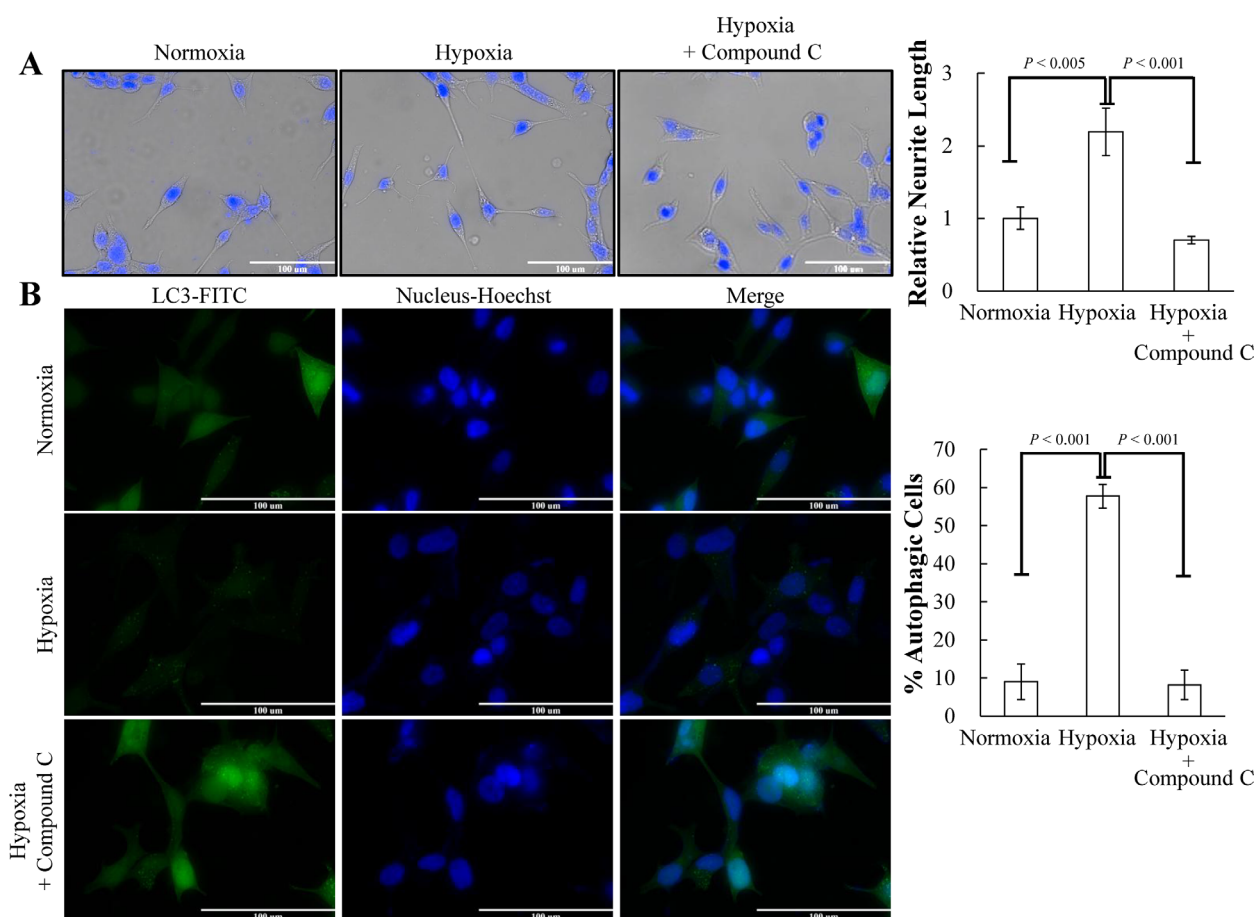 A
Normoxia
Hypoxia
Hypoxia
+ Compound C
100 um
100 um
100 um
Relative Neurite Length
P < 0.005
P < 0.001
3
2
1
0
Normoxia
Hypoxia
Hypoxia
+
Compound C
B
LC3-FITC
Nucleus-Hoechst
Merge
Normoxia
100 um
100 um
100 um
Hypoxia
100 um
100 um
100 um
Hypoxia
+ Compound C
100 um
100 um
100 um
% Autophagic Cells
P < 0.001
P < 0.001
70
60
50
40
30
20
10
0
Normoxia
Hypoxia
Hypoxia
+
Compound C